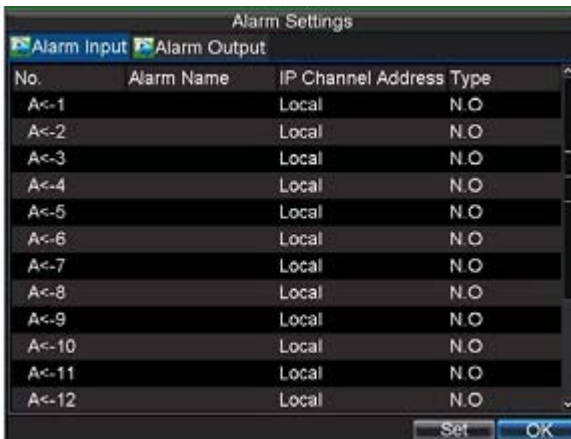 Alarm Settings
Alarm Input Alarm Output
No. Alarm Name IP Channel Address Type
A<-1 Local N.O
A<-2 Local N.O
A<-3 Local N.O
A<-4 Local N.O
A<-5 Local N.O
A<-6 Local N.O
A<-7 Local N.O
A<-8 Local N.O
A<-9 Local N.O
A<-10 Local N.O
A<-11 Local N.O
A<-12 Local N.O
Set OK